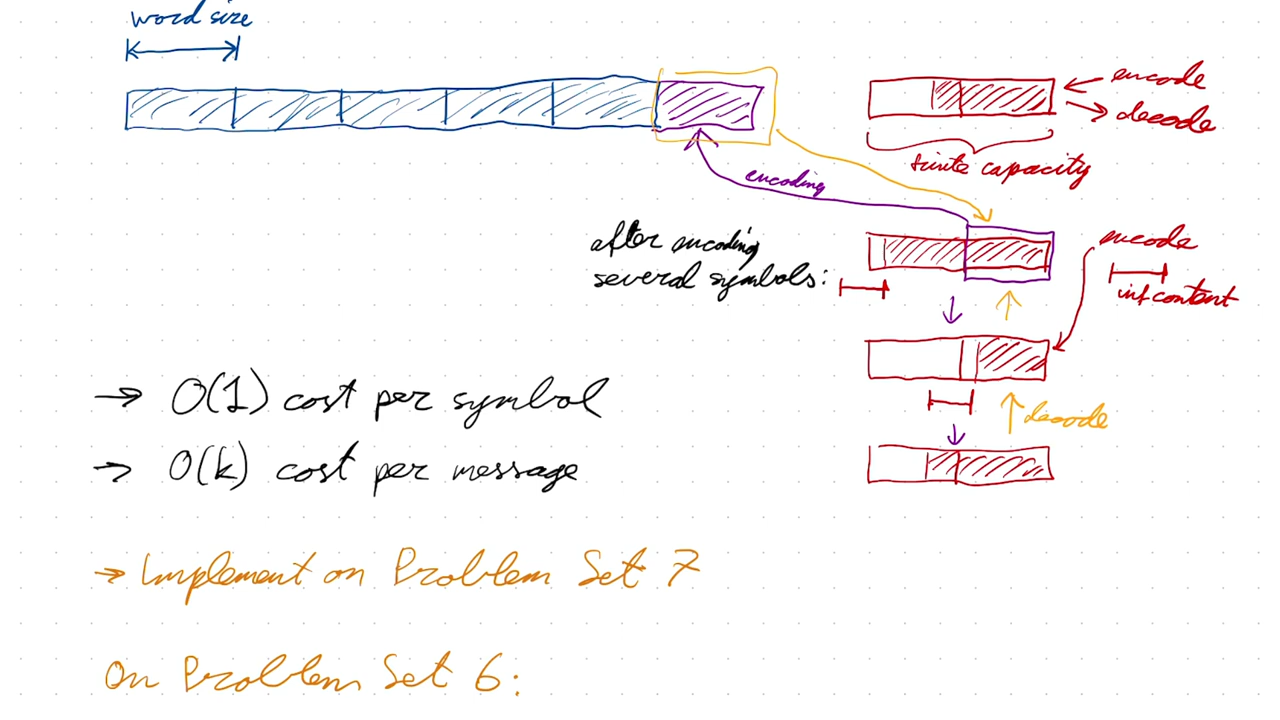 word size
encode
decode
finite capacity
encoding
after encoding
several symbols:
encode
inf content
→ O(1) cost per symbol
decode
→ O(k) cost per message
→ Implement on Problem Set 7
On Problem Set 6: